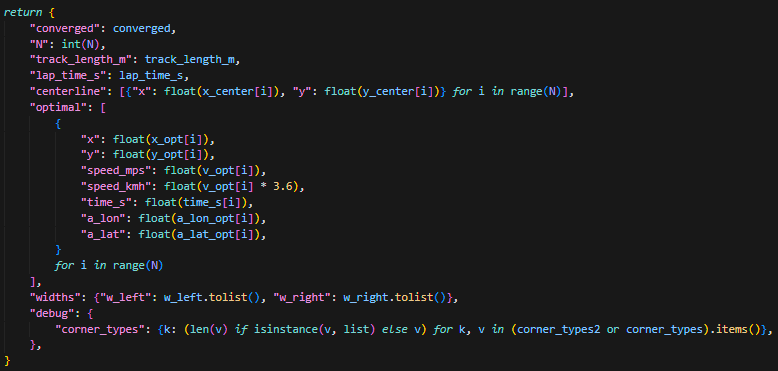 return {
    "converged": converged,
    "N": int(N),
    "track_length_m": track_length_m,
    "lap_time_s": lap_time_s,
    "centerline": [{"x": float(x_center[i]), "y": float(y_center[i])} for i in range(N)],
    "optimal": [
        {
            "x": float(x_opt[i]),
            "y": float(y_opt[i]),
            "speed_mps": float(v_opt[i]),
            "speed_kmh": float(v_opt[i] * 3.6),
            "time_s": float(time_s[i]),
            "a_lon": float(a_lon_opt[i]),
            "a_lat": float(a_lat_opt[i]),
        }
        for i in range(N)
    ],
    "widths": {"w_left": w_left.tolist(), "w_right": w_right.tolist()},
    "debug": {
        "corner_types": {k: (len(v) if isinstance(v, list) else v) for k, v in (corner_types2 or corner_types).items()},
    },
}